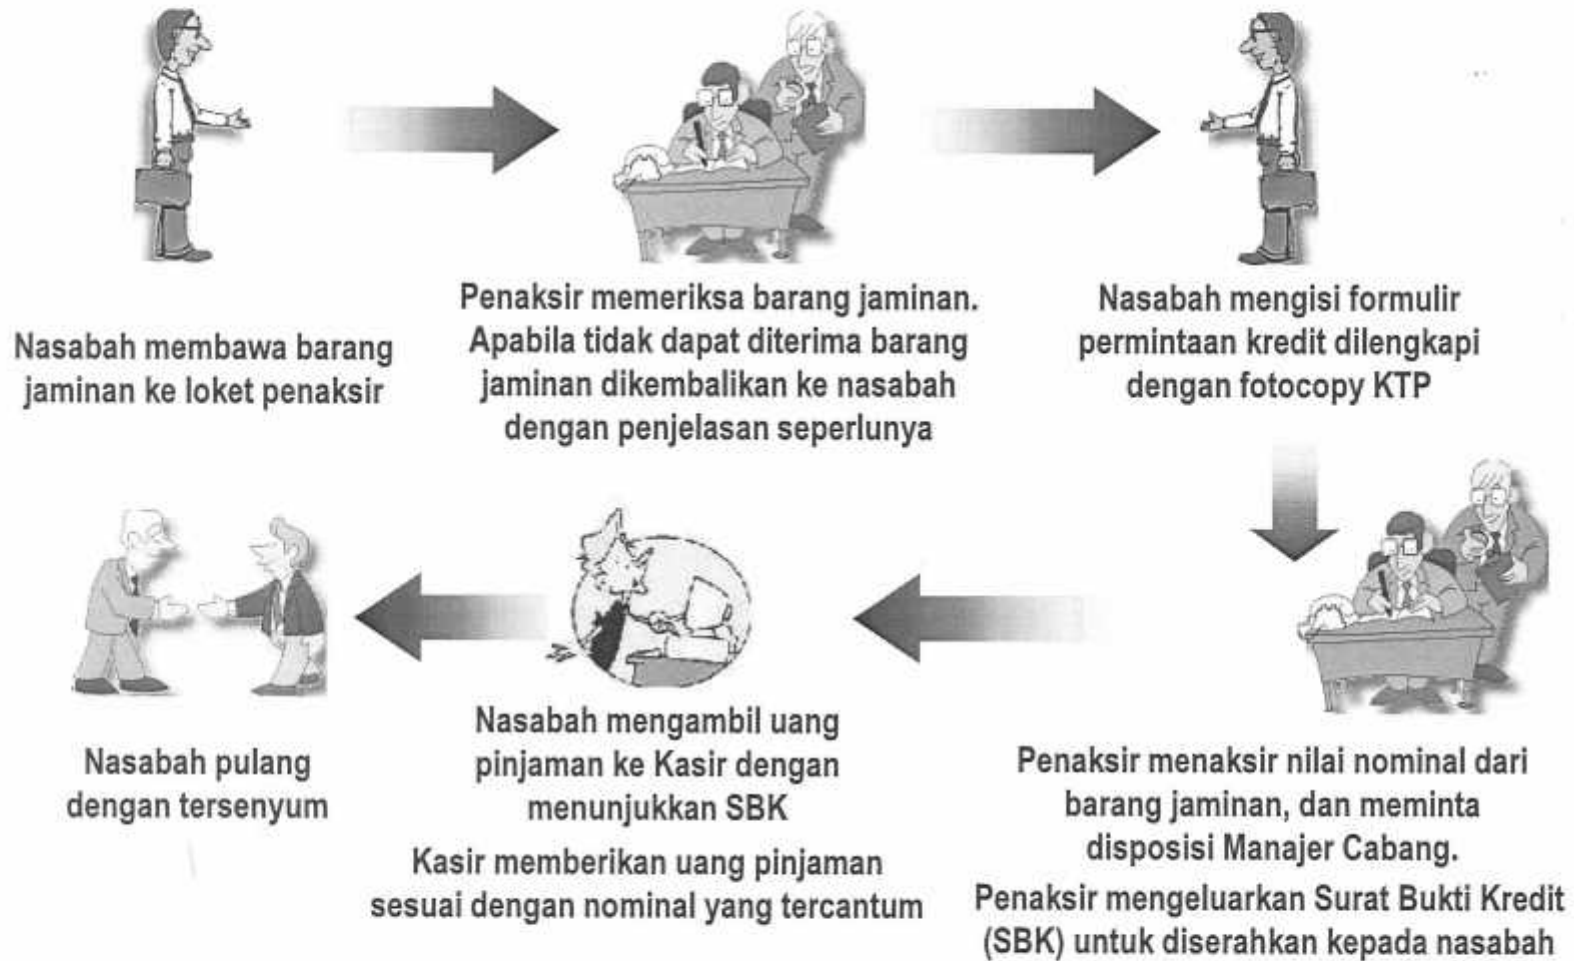 Nasabah membawa barang
jaminan ke loket penaksir
Penaksir memeriksa barang jaminan.
Apabila tidak dapat diterima barang
jaminan dikembalikan ke nasabah
dengan penjelasan seperlunya
Nasabah mengisi formulir
permintaan kredit dilengkapi
dengan fotocopy KTP
Penaksir menaksir nilai nominal dari
barang jaminan, dan meminta
disposisi Manajer Cabang.
Penaksir mengeluarkan Surat Bukti Kredit
(SBK) untuk diserahkan kepada nasabah
Nasabah mengambil uang
pinjaman ke Kasir dengan
menunjukkan SBK
Kasir memberikan uang pinjaman
sesuai dengan nominal yang tercantum
Nasabah pulang
dengan tersenyum